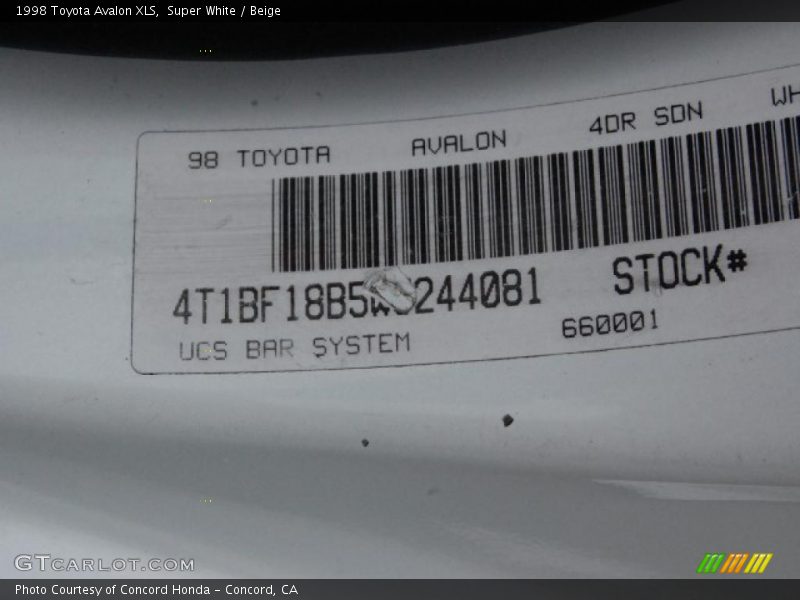 1998 Toyota Avalon XLS,  Super White / Beige
98 TOYOTA AVALON 4DR SDN
STOCK#
660001
UCS BAR SYSTEM
GTCARLOT.COM
Photo Courtesy of Concord Honda - Concord, CA